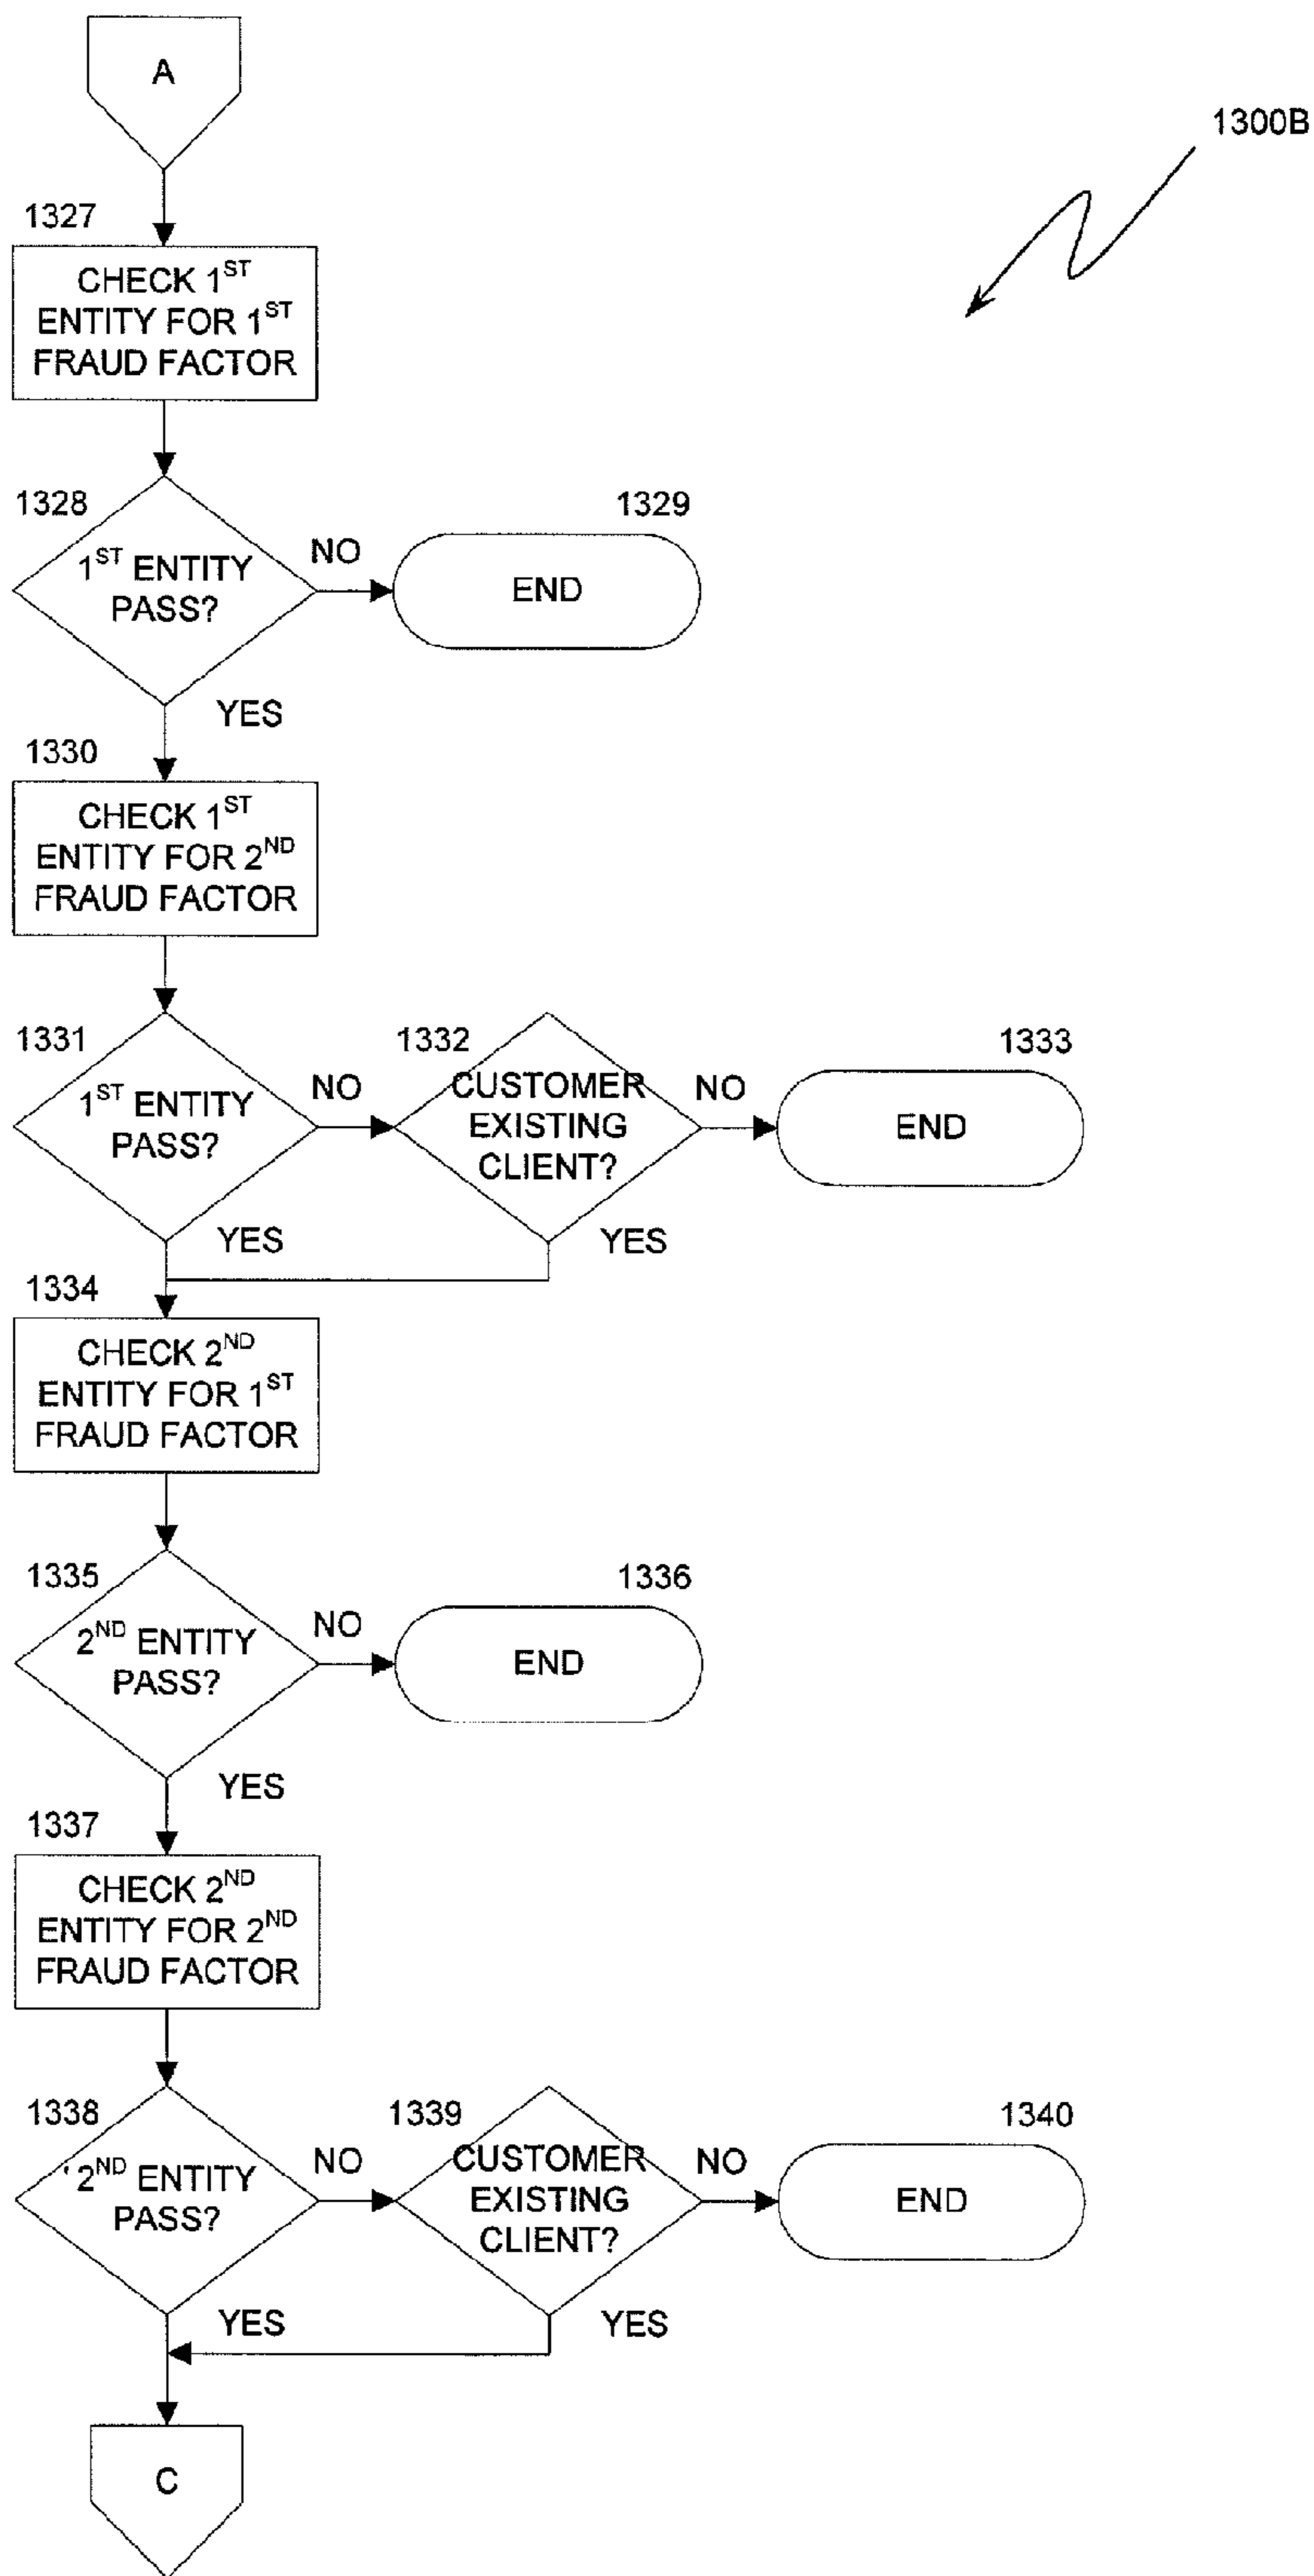 A
1300B
1327
CHECK 1ST
ENTITY FOR 1ST
FRAUD FACTOR
1328
1ST ENTITY
PASS?
NO
1329
END
YES
1330
CHECK 1ST
ENTITY FOR 2ND
FRAUD FACTOR
1331
1ST ENTITY
PASS?
NO
1332
CUSTOMER
EXISTING
CLIENT?
NO
1333
END
YES
YES
1334
CHECK 2ND
ENTITY FOR 1ST
FRAUD FACTOR
1335
2ND ENTITY
PASS?
NO
1336
END
YES
1337
CHECK 2ND
ENTITY FOR 2ND
FRAUD FACTOR
1338
2ND ENTITY
PASS?
NO
1339
CUSTOMER
EXISTING
CLIENT?
NO
1340
END
YES
YES
C